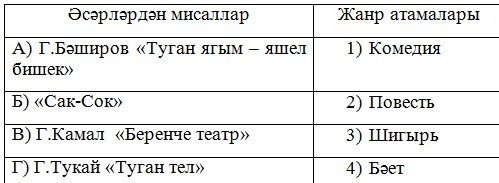 Әсәрләрдән мисаллар
Жанр атамалары
А) Г.Бәширов «Туган ягым – яшел бишек»
1) Комедия
Б) «Сак-Сок»
2) Повесть
В) Г.Камал «Беренче театр»
3) Шигырь
Г) Г.Тукай «Туган тел»
4) Бәет